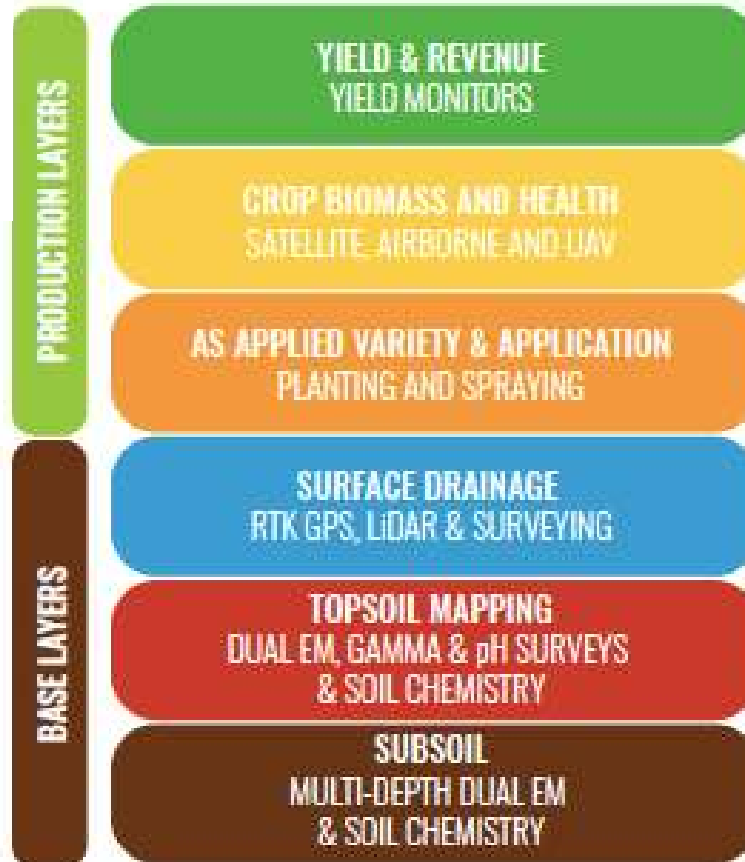 PRODUCTION LAYERS
YIELD & REVENUE
YIELD MONITORS
CROP BIOMASS AND HEALTH
SATELLITE, AIRBORNE AND UAV
AS APPLIED VARIETY & APPLICATION
PLANTING AND SPRAYING
BASE LAYERS
SURFACE DRAINAGE
RTK GPS, LiDAR & SURVEYING
TOPSOIL MAPPING
DUAL EM, GAMMA & pH SURVEYS
& SOIL CHEMISTRY
SUBSOIL
MULTI-DEPTH DUAL EM
& SOIL CHEMISTRY